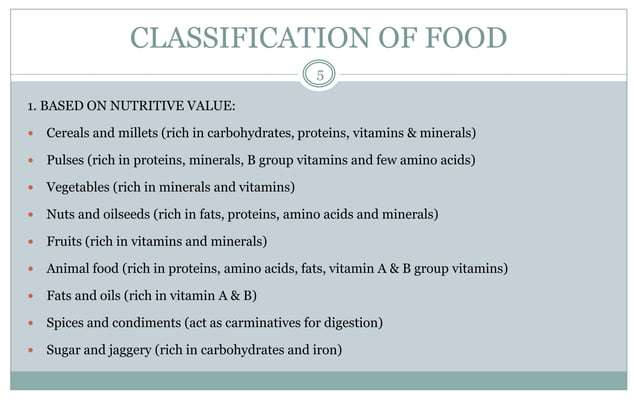 CLASSIFICATION OF FOOD
5
1. BASED ON NUTRITIVE VALUE:
• Cereals and millets (rich in carbohydrates, proteins, vitamins & minerals)
• Pulses (rich in proteins, minerals, B group vitamins and few amino acids)
• Vegetables (rich in minerals and vitamins)
• Nuts and oilseeds (rich in fats, proteins, amino acids and minerals)
• Fruits (rich in vitamins and minerals)
• Animal food (rich in proteins, amino acids, fats, vitamin A & B group vitamins)
• Fats and oils (rich in vitamin A & B)
• Spices and condiments (act as carminatives for digestion)
• Sugar and jaggery (rich in carbohydrates and iron)